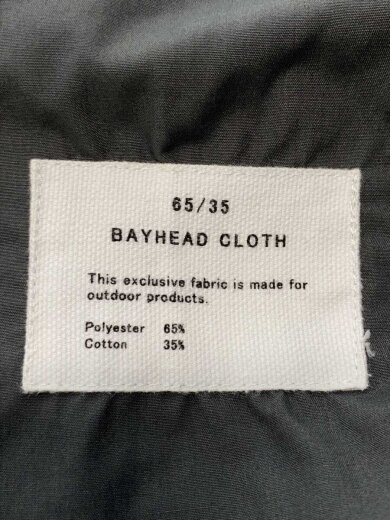 65/35
BAYHEAD CLOTH
This exclusive fabric is made for
outdoor products.
Polyester 65%
Cotton 35%